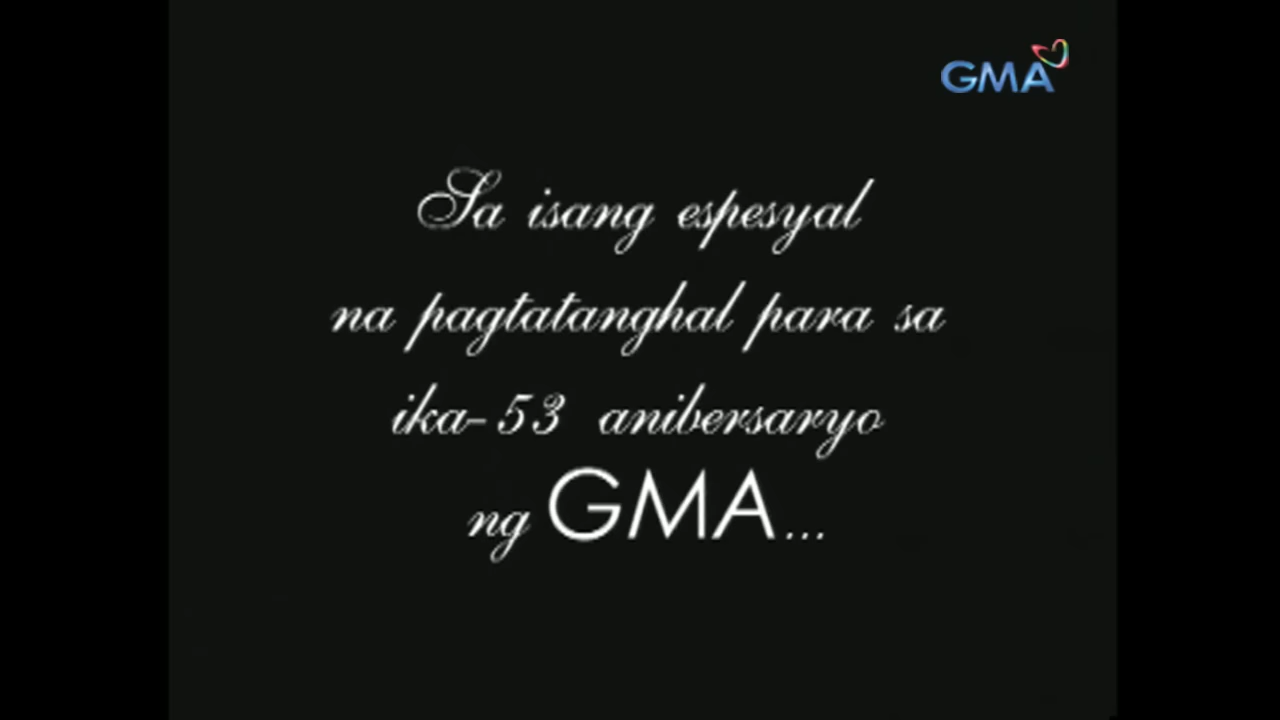 GMA
Sa isang espesyal
na pagtatanghal para sa
ika-53 anibersaryo
ng GMA...